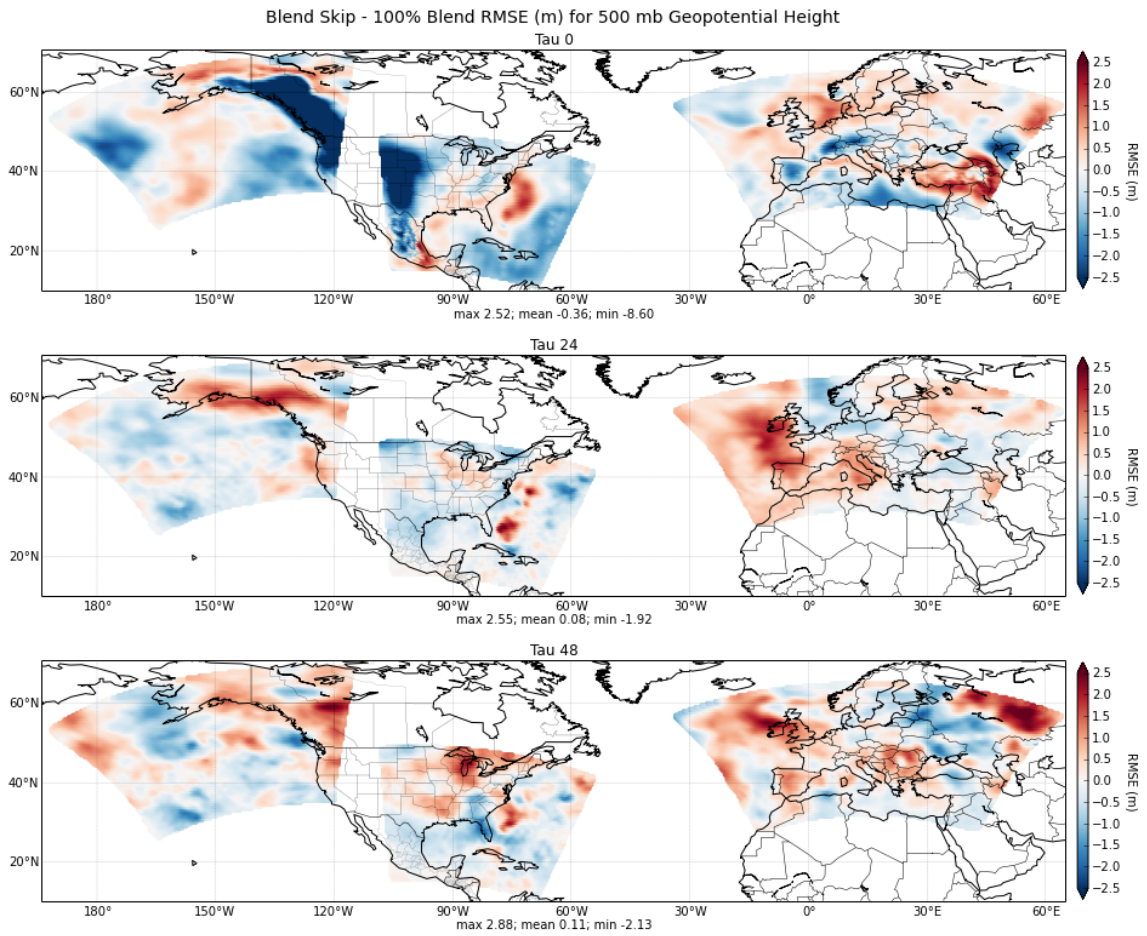 Blend Skip - 100% Blend RMSE (m) for 500 mb Geopotential Height
Tau 0
60°N
40°N
20°N
180°
150°W
120°W
90°W
60°W
30°W
0°
30°E
60°E
max 2.52; mean -0.36; min -8.60
2.5
2.0
1.5
1.0
0.5
0.0
−0.5
−1.0
−1.5
−2.0
−2.5
RMSE (m)
Tau 24
60°N
40°N
20°N
180°
150°W
120°W
90°W
60°W
30°W
0°
30°E
60°E
max 2.55; mean 0.08; min -1.92
2.5
2.0
1.5
1.0
0.5
0.0
−0.5
−1.0
−1.5
−2.0
−2.5
RMSE (m)
Tau 48
60°N
40°N
20°N
180°
150°W
120°W
90°W
60°W
30°W
0°
30°E
60°E
max 2.88; mean 0.11; min -2.13
2.5
2.0
1.5
1.0
0.5
0.0
−0.5
−1.0
−1.5
−2.0
−2.5
RMSE (m)